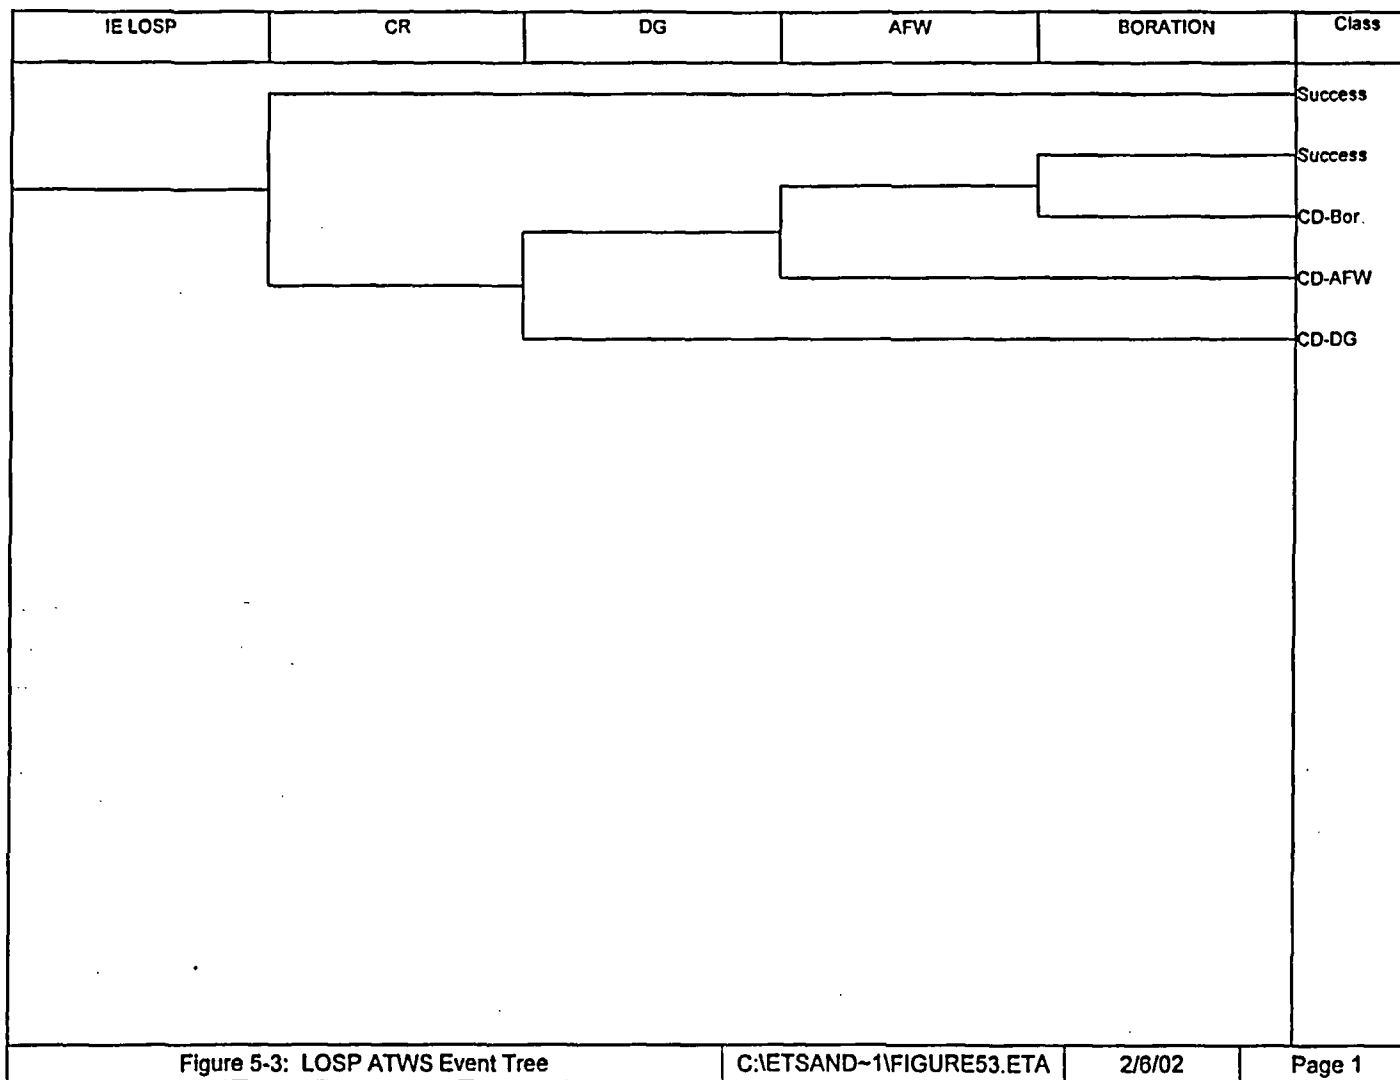 IE LOSP CR DG AFW BORATION Class
Success
Success
CD-Bor.
CD-AFW
CD-DG
Figure 5-3: LOSP ATWS Event Tree C:\ETSAND~1\FIGURE53.ETA 2/6/02 Page 1